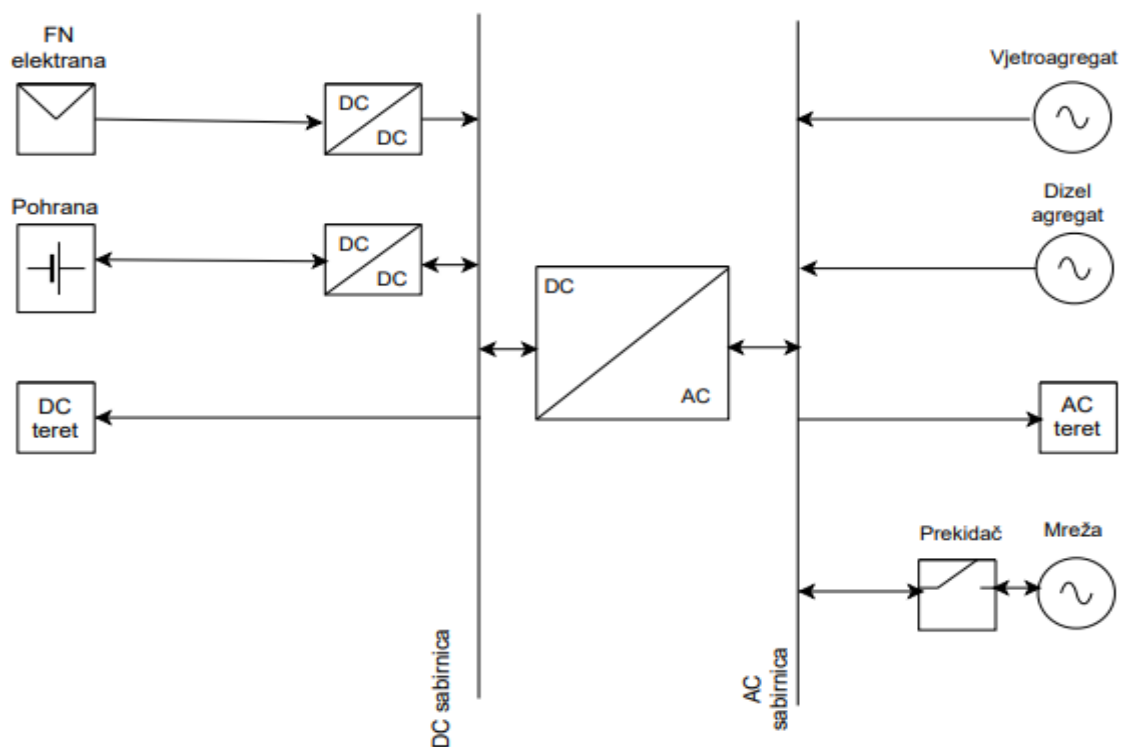 FN
elektrana
DC
DC
Pohrana
DC
DC
DC
teret
DC sabirnica
DC
AC
AC
sabirnica
Vjetroagregat
Dizel
agregat
AC
teret
Prekidač
Mreža